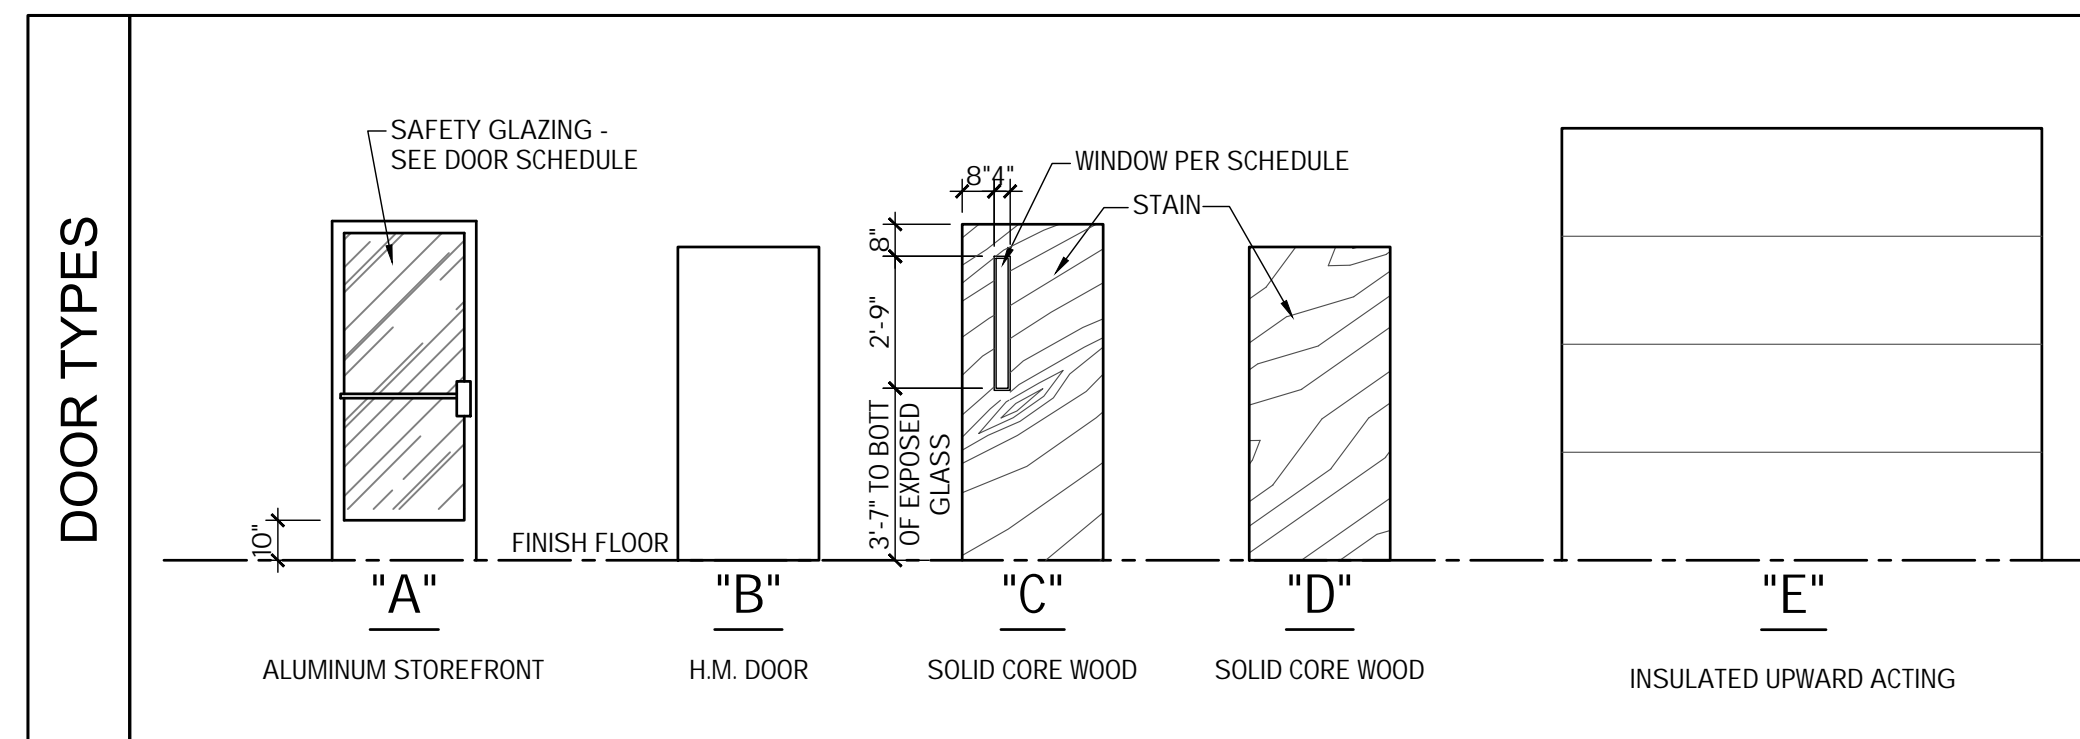 DOOR TYPES
SAFETY GLAZING -
SEE DOOR SCHEDULE
10"
FINISH FLOOR
8"
4"
WINDOW PER SCHEDULE
STAIN
8"
2'-9"
3'-7" TO BOTT
OF EXPOSED
GLASS
"A"
"B"
"C"
"D"
"E"
ALUMINUM STOREFRONT
H.M. DOOR
SOLID CORE WOOD
SOLID CORE WOOD
INSULATED UPWARD ACTING